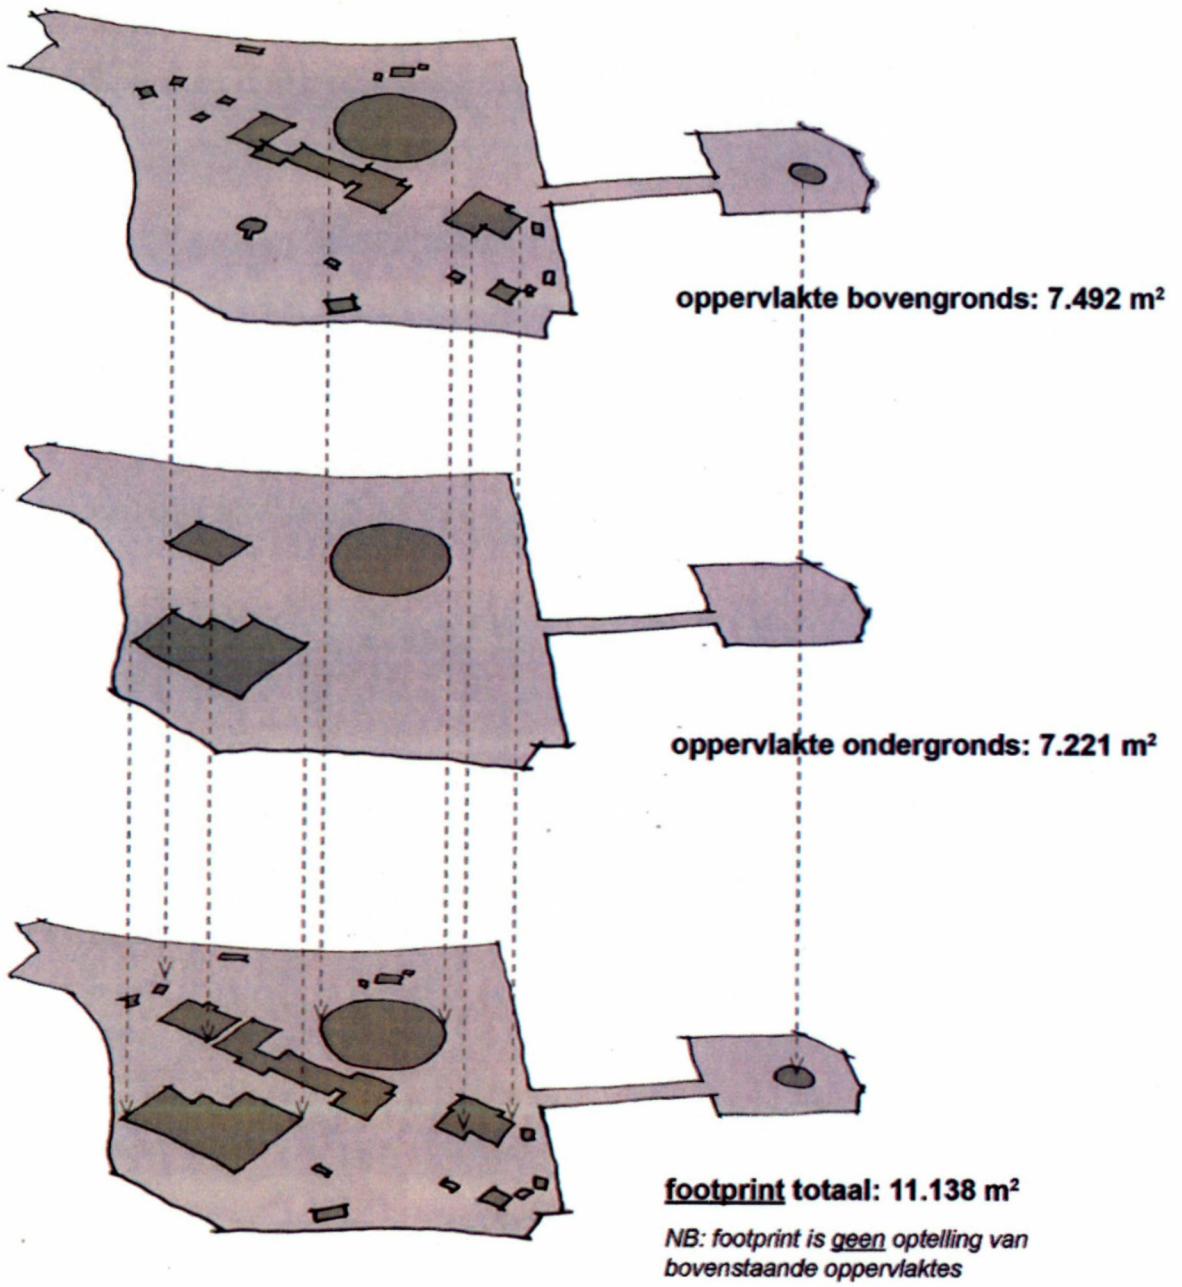 oppervlakte bovengronds: 7.492 m²
oppervlakte ondergronds: 7.221 m²
footprint totaal: 11.138 m²
NB: footprint is geen optelling van
bovenstaande oppervlaktes